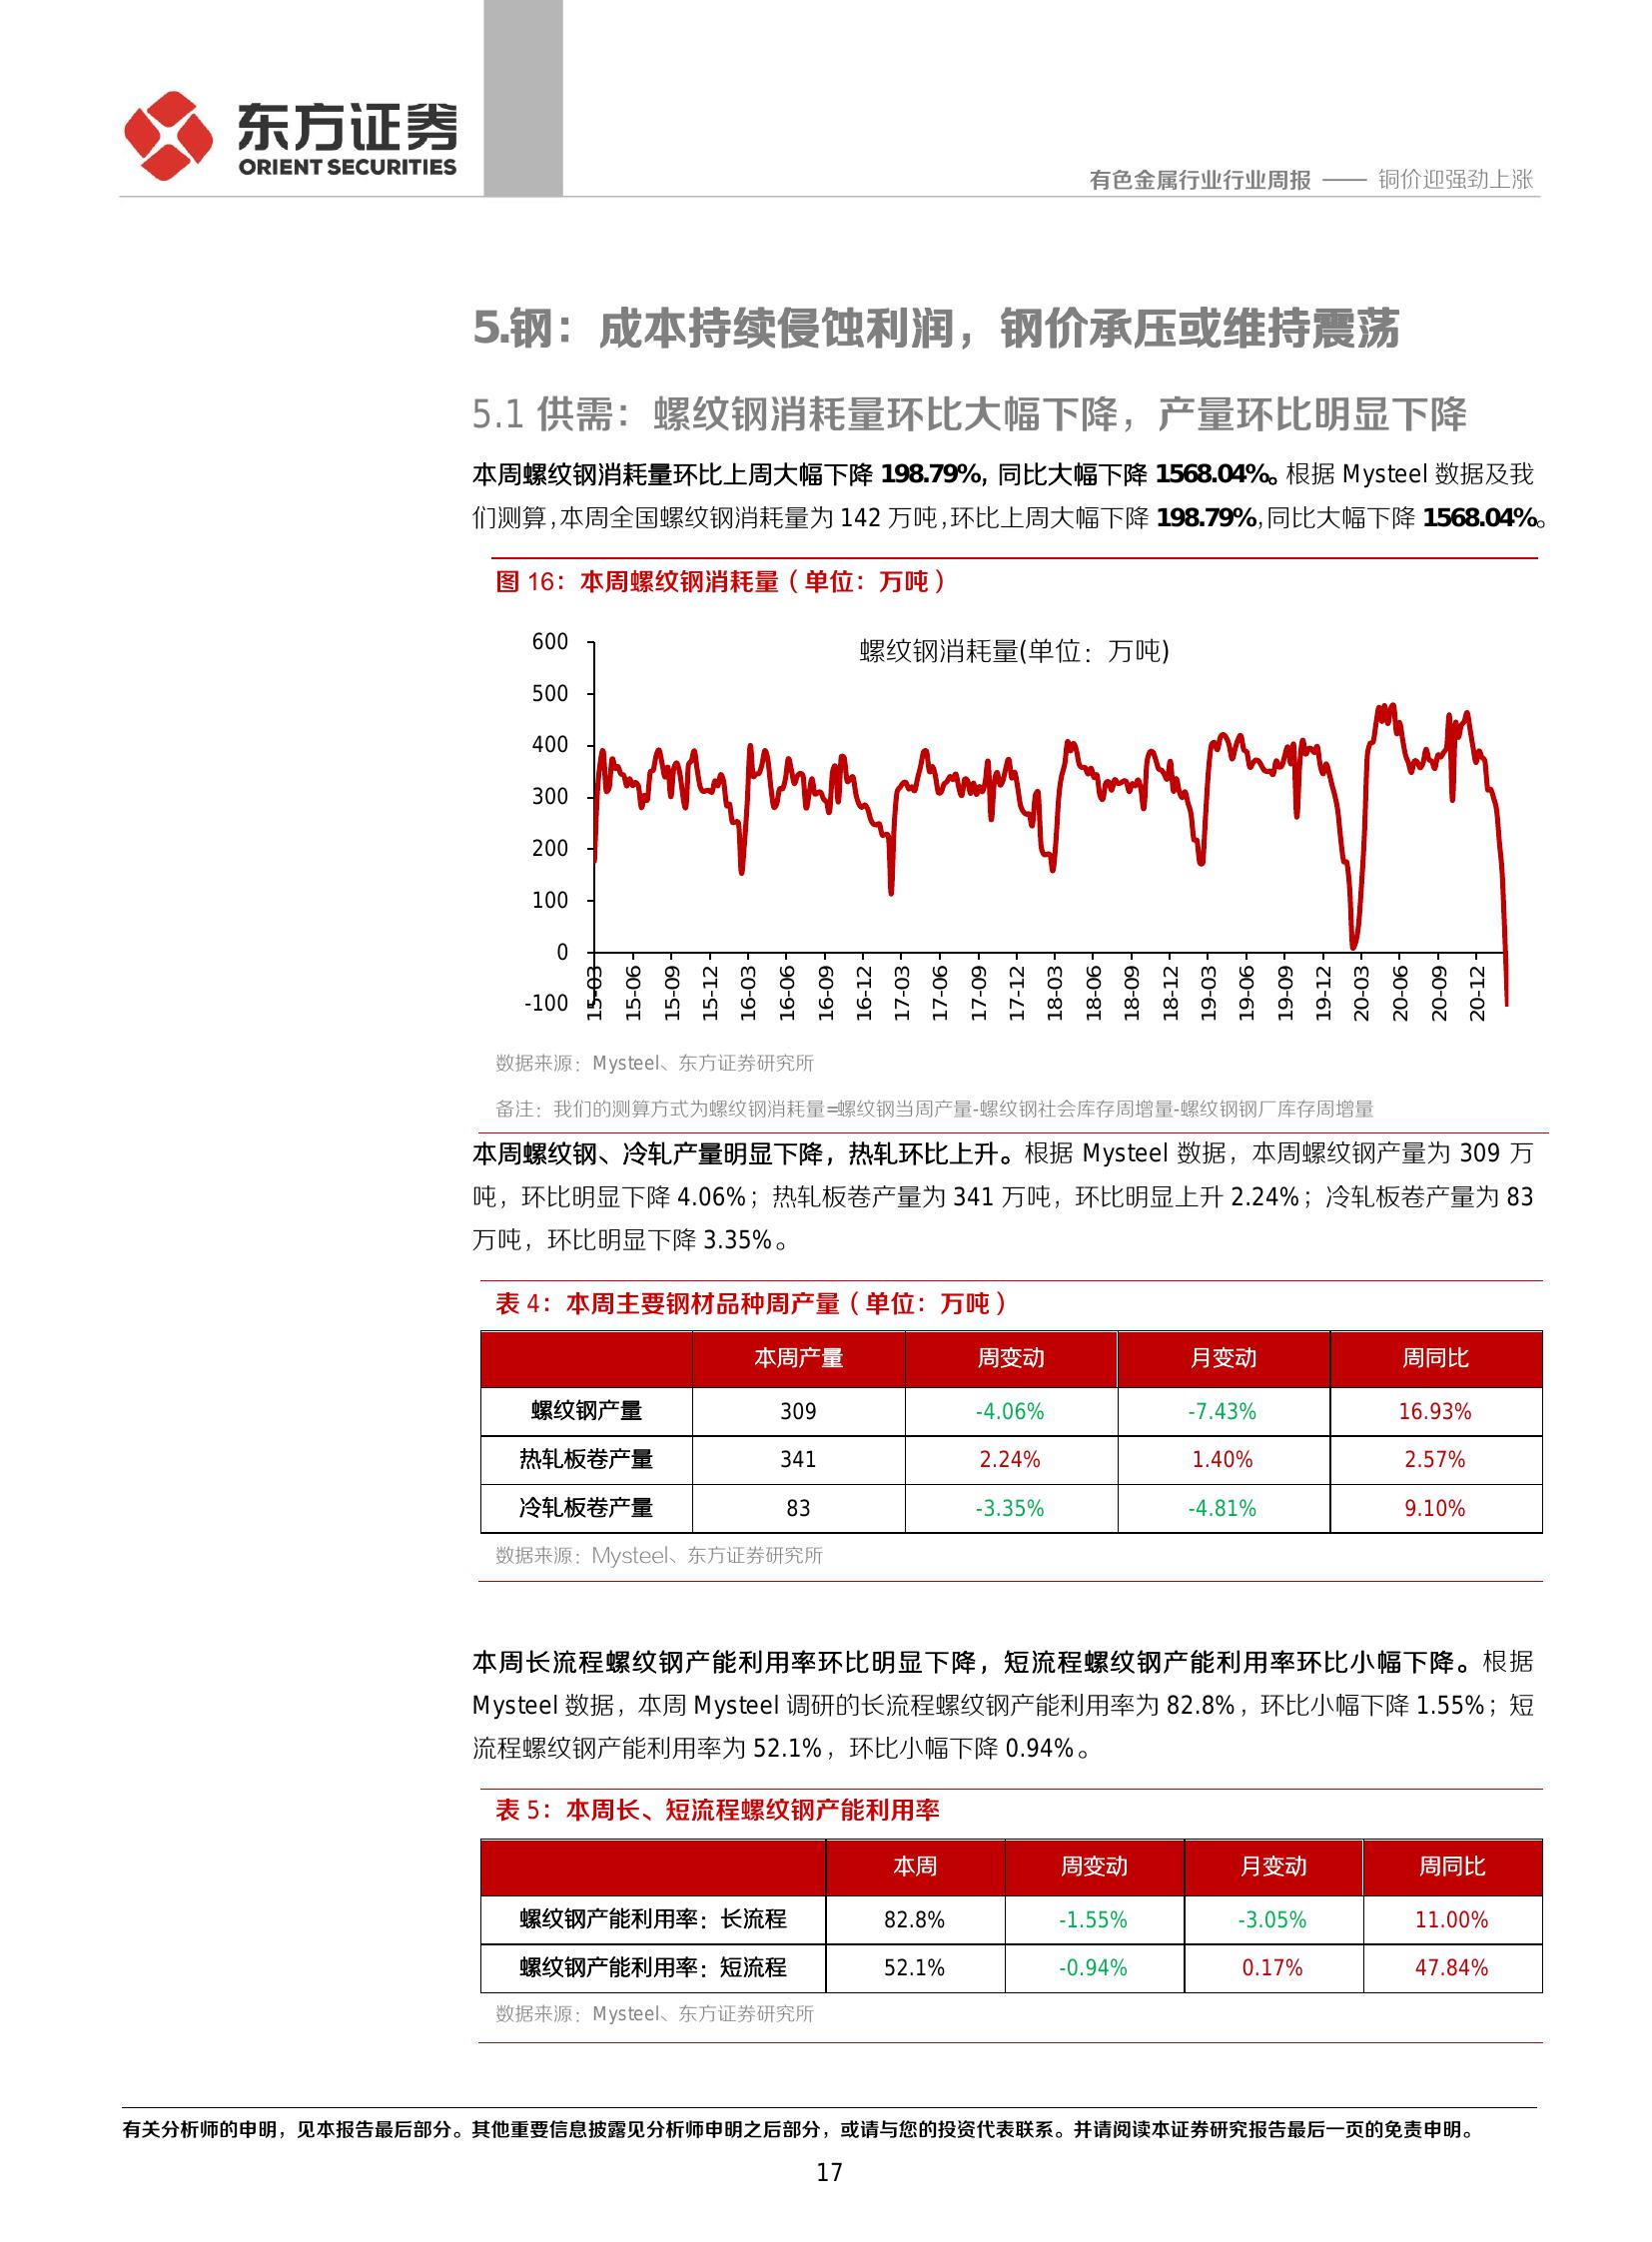 东方证券
ORIENT SECURITIES
有色金属行业行业周报 —— 铜价迎强劲上涨
5.钢：成本持续侵蚀利润，钢价承压或维持震荡
5.1 供需：螺纹钢消耗量环比大幅下降，产量环比明显下降
本周螺纹钢消耗量环比上周大幅下降 198.79%, 同比大幅下降 1568.04%。根据 Mysteel 数据及我
们测算,本周全国螺纹钢消耗量为 142 万吨,环比上周大幅下降 198.79%,同比大幅下降 1568.04%。
图 16：本周螺纹钢消耗量（单位：万吨）
螺纹钢消耗量(单位：万吨)
600
500
400
300
200
100
0
-100
15-03 15-06 15-09 15-12 16-03 16-06 16-09 16-12 17-03 17-06 17-09 17-12 18-03 18-06 18-09 18-12 19-03 19-06 19-09 19-12 20-03 20-06 20-09 20-12
数据来源：Mysteel、东方证券研究所
备注：我们的测算方式为螺纹钢消耗量=螺纹钢当周产量-螺纹钢社会库存周增量-螺纹钢钢厂库存周增量
本周螺纹钢、冷轧产量明显下降，热轧环比上升。根据 Mysteel 数据，本周螺纹钢产量为 309 万
吨，环比明显下降 4.06%；热轧板卷产量为 341 万吨，环比明显上升 2.24%；冷轧板卷产量为 83
万吨，环比明显下降 3.35%。
表 4：本周主要钢材品种周产量（单位：万吨）
本周产量 周变动 月变动 周同比
螺纹钢产量 309 -4.06% -7.43% 16.93%
热轧板卷产量 341 2.24% 1.40% 2.57%
冷轧板卷产量 83 -3.35% -4.81% 9.10%
数据来源：Mysteel、东方证券研究所
本周长流程螺纹钢产能利用率环比明显下降，短流程螺纹钢产能利用率环比小幅下降。根据
Mysteel 数据，本周 Mysteel 调研的长流程螺纹钢产能利用率为 82.8%，环比小幅下降 1.55%；短
流程螺纹钢产能利用率为 52.1%，环比小幅下降 0.94%。
表 5：本周长、短流程螺纹钢产能利用率
本周 周变动 月变动 周同比
螺纹钢产能利用率：长流程 82.8% -1.55% -3.05% 11.00%
螺纹钢产能利用率：短流程 52.1% -0.94% 0.17% 47.84%
数据来源：Mysteel、东方证券研究所
有关分析师的申明，见本报告最后部分。其他重要信息披露见分析师申明之后部分，或请与您的投资代表联系。并请阅读本证券研究报告最后一页的免责申明。
17